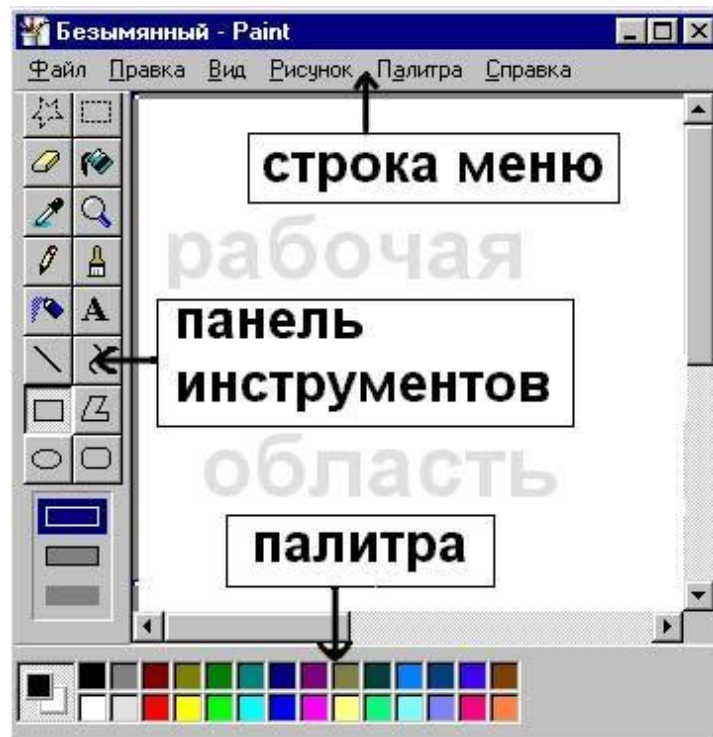 Безымянный - Paint
Файл Правка Вид Рисунок Палитра Справка
строка меню
рабочая
A
панель
инструментов
область
палитра